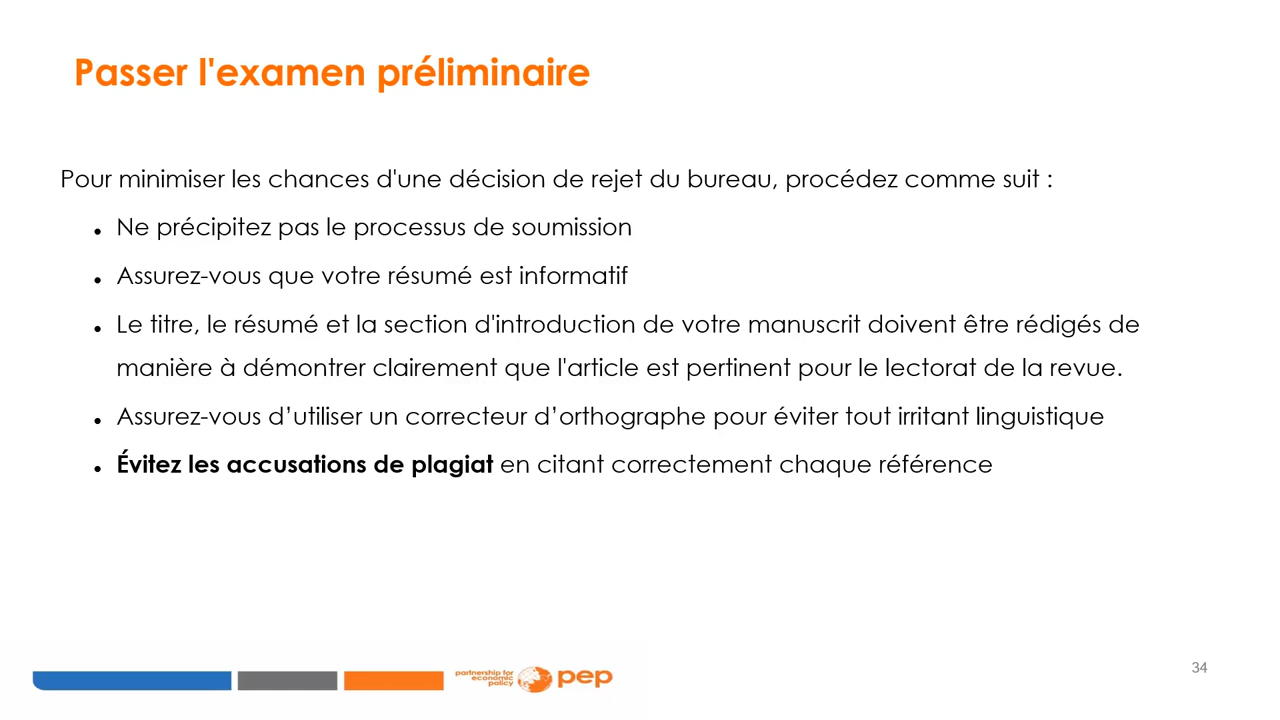 Passer l'examen préliminaire
Pour minimiser les chances d'une décision de rejet du bureau, procédez comme suit :
• Ne précipitez pas le processus de soumission
• Assurez-vous que votre résumé est informatif
• Le titre, le résumé et la section d'introduction de votre manuscrit doivent être rédigés de
manière à démontrer clairement que l'article est pertinent pour le lectorat de la revue.
• Assurez-vous d’utiliser un correcteur d’orthographe pour éviter tout irritant linguistique
• Évitez les accusations de plagiat en citant correctement chaque référence
partnership for
economic
policy
pep
34